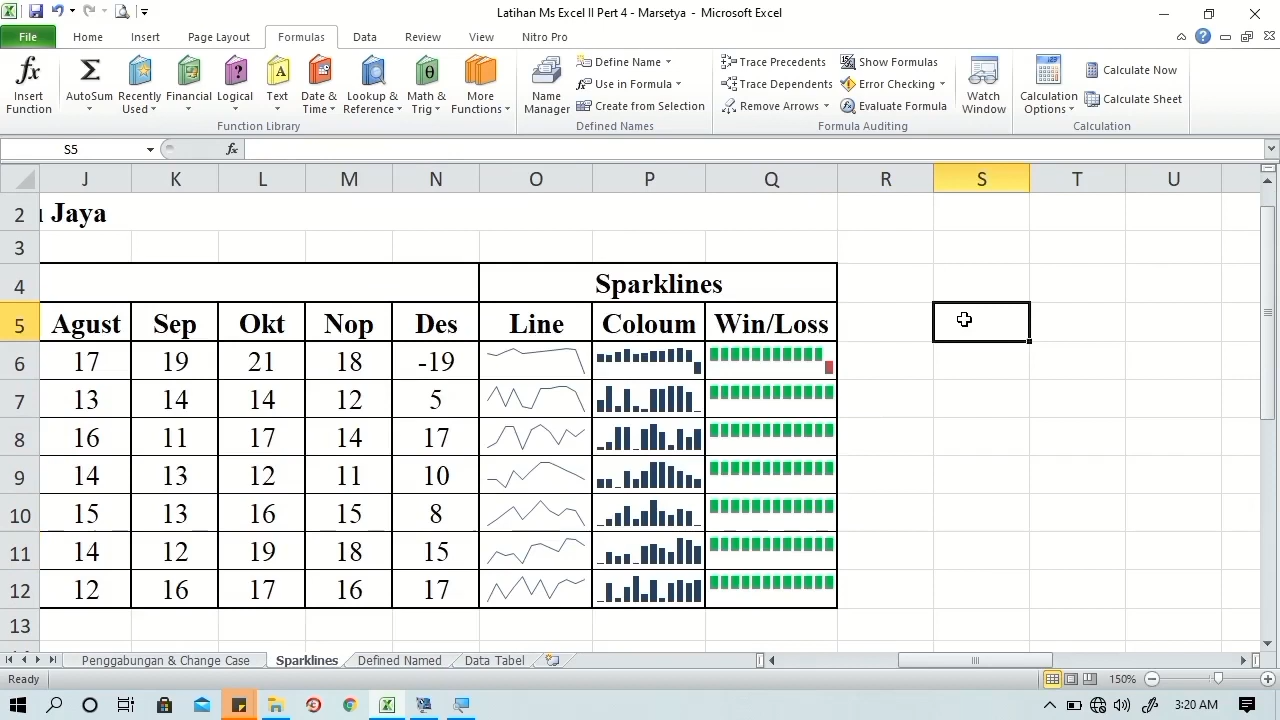 Latihan Ms Excel II Pert 4 - Marsetya - Microsoft Excel
File Home Insert Page Layout Formulas Data Review View Nitro Pro
Insert Function
AutoSum
Recently Used
Financial
Logical
Text
Date & Time
Lookup & Reference
Math & Trig
More Functions
Function Library
Name Manager
Define Name
Use in Formula
Create from Selection
Defined Names
Trace Precedents
Trace Dependents
Remove Arrows
Show Formulas
Error Checking
Evaluate Formula
Formula Auditing
Watch Window
Calculation Options
Calculate Now
Calculate Sheet
Calculation
S5 fx
J K L M N O P Q R S T U
2 Jaya
3
4 Sparklines
5 Agust Sep Okt Nop Des Line Coloum Win/Loss
6 17 19 21 18 -19
7 13 14 14 12 5
8 16 11 17 14 17
9 14 13 12 11 10
10 15 13 16 15 8
11 14 12 19 18 15
12 12 16 17 16 17
13
Penggabungan & Change Case Sparklines Defined Named Data Tabel
Ready 150%
3:20 AM